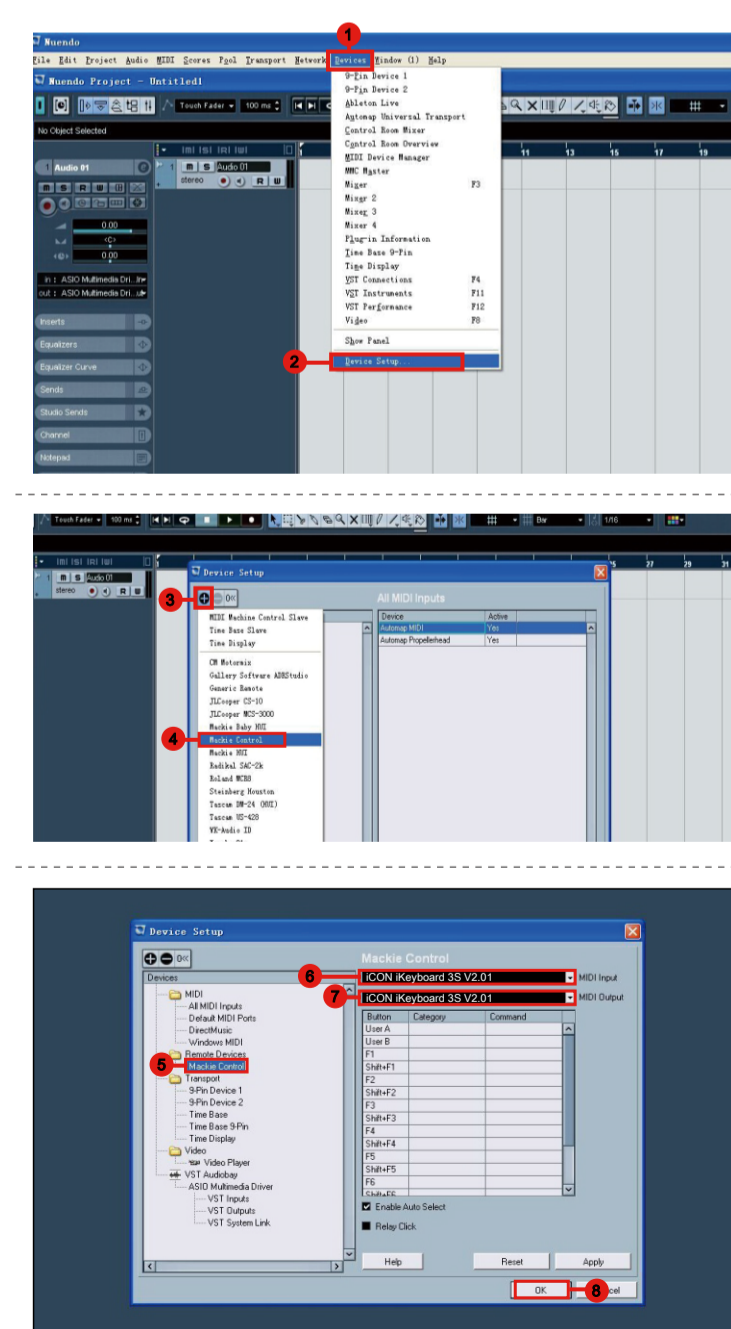 1
Nuendo
File Edit Project Audio MIDI Scores Pool Transport Network Devices Window (1) Help
Nuendo Project - Untitled1
Touch Fader 100 ms
No Object Selected
11 13 15 17 19
1 Audio 01
m S R W
0.00
<C>
0.00
in : ASIO Multimedia Dri..
out : ASIO Multimedia Dri..
Inserts
Equalizers
Equalizer Curve
Sends
Studio Sends
Channel
Notepad
1 m S Audio 01
stereo R W
9-Pin Device 1
9-Pin Device 2
Ableton Live
Automap Universal Transport
Control Room Mixer
Control Room Overview
MIDI Device Manager
MMC Master
Mixer F3
Mixer 2
Mixer 3
Mixer 4
Plug-in Information
Time Base 9-Pin
Time Display
VST Connections F4
VST Instruments F11
VST Performance F12
Video F8
Show Panel
2
Device Setup...
Touch Fader 100 ms Bar 1/16
27 29 31
1 m S Audio 01
stereo R W
Device Setup
3
All MIDI Inputs
Device Active
Automap MIDI Yes
Automap Propellerhead Yes
MIDI Machine Control Slave
Time Base Slave
Time Display
CM Motormix
Gallery Software ADRStudio
Generic Remote
JLCooper CS-10
JLCooper MCS-3000
Mackie Baby HUI
4
Mackie Control
Mackie HUI
Radikal SAC-2k
Roland MCR8
Steinberg Houston
Tascam DM-24 (HUI)
Tascam US-428
VX-Audio ID
Device Setup
Mackie Control
Devices
6
iCON iKeyboard 3S V2.01 MIDI Input
7
iCON iKeyboard 3S V2.01 MIDI Output
MIDI
All MIDI Inputs
Default MIDI Ports
DirectMusic
Windows MIDI
Remote Devices
5
Mackie Control
Transport
9-Pin Device 1
9-Pin Device 2
Time Base
Time Base 9-Pin
Time Display
Video
Video Player
VST Audiobay
ASIO Multimedia Driver
VST Inputs
VST Outputs
VST System Link
Button Category Command
User A
User B
F1
Shift+F1
F2
Shift+F2
F3
Shift+F3
F4
Shift+F4
F5
Shift+F5
F6
Shift+F6
Enable Auto Select
Relay Click
Help Reset Apply
OK 8 cel